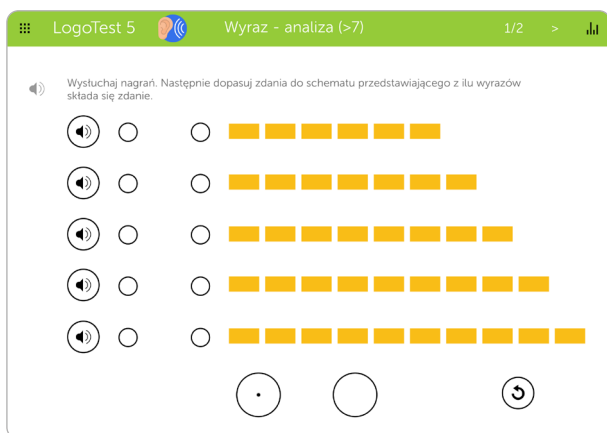 LogoTest 5
Wyraz - analiza (>7)
1/2 >
Wysłuchaj nagrań. Następnie dopasuj zdania do schematu przedstawiającego z ilu wyrazów
składa się zdanie.